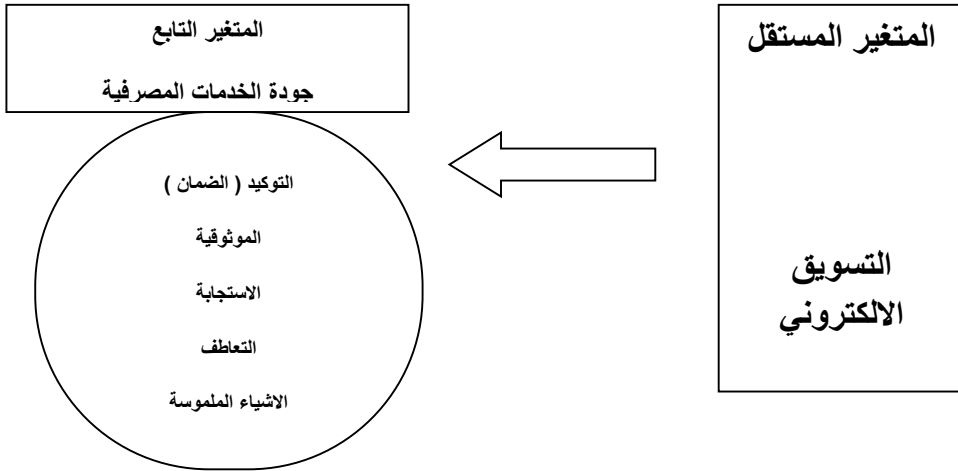 المتغير المستقل
التسويق
الالكتروني
المتغير التابع
جودة الخدمات المصرفية
التوكيد ( الضمان )
الموثوقية
الاستجابة
التعاطف
الاشياء الملموسة